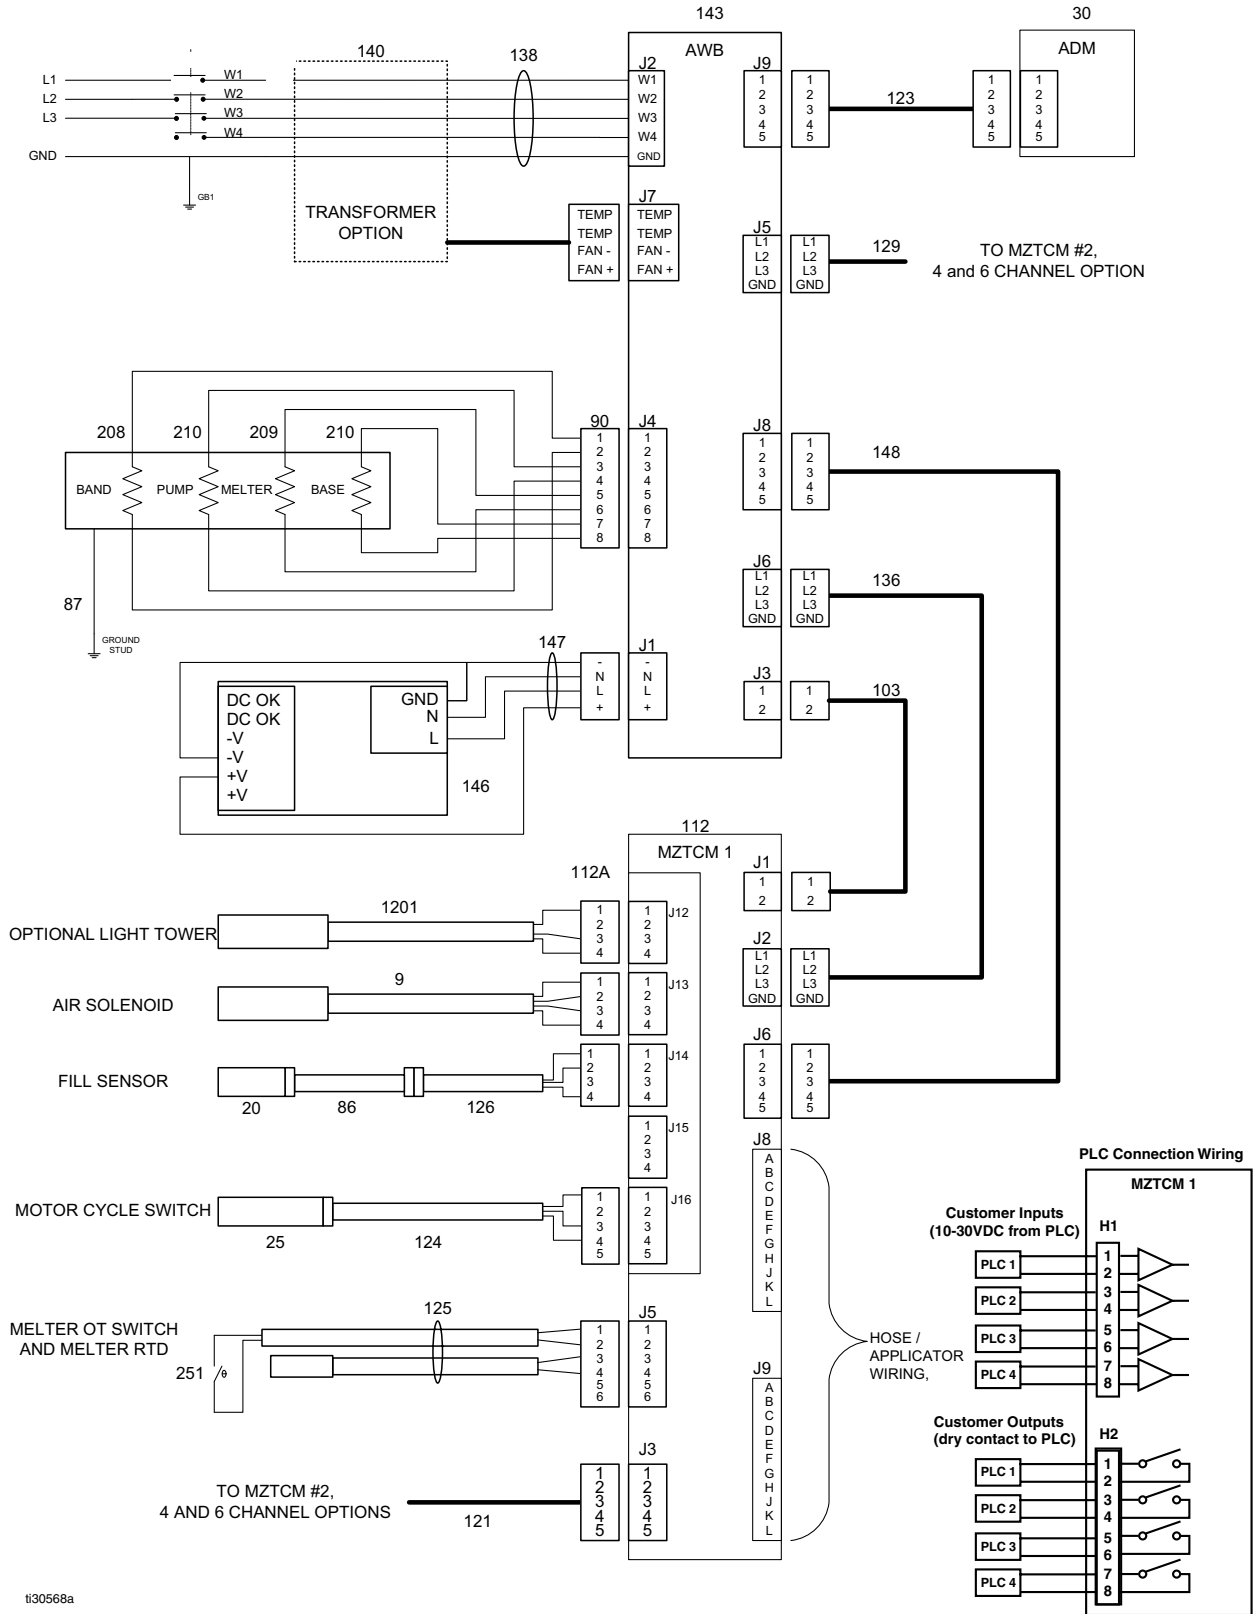 143
30
AWB
ADM
140
138
L1
L2
L3
GND
W1
W2
W3
W4
GB1
TRANSFORMER
OPTION
J2
W1
W2
W3
W4
GND
J9
1
2
3
4
5
1
2
3
4
5
123
1
2
3
4
5
1
2
3
4
5
J7
TEMP
TEMP
FAN -
FAN +
TEMP
TEMP
FAN -
FAN +
J5
L1
L2
L3
GND
L1
L2
L3
GND
129
TO MZTCM #2,
4 and 6 CHANNEL OPTION
208
210
209
210
BAND
PUMP
MELTER
BASE
87
GROUND
STUD
90
1
2
3
4
5
6
7
8
J4
1
2
3
4
5
6
7
8
J8
1
2
3
4
5
1
2
3
4
5
148
J6
L1
L2
L3
GND
L1
L2
L3
GND
136
147
-
N
L
+
J1
-
N
L
+
J3
1
2
1
2
103
DC OK
DC OK
-V
-V
+V
+V
GND
N
L
146
112
MZTCM 1
112A
J1
1
2
1
2
OPTIONAL LIGHT TOWER
1201
1
2
3
4
1
2
3
4
J12
J2
L1
L2
L3
GND
L1
L2
L3
GND
AIR SOLENOID
9
1
2
3
4
1
2
3
4
J13
J6
1
2
3
4
5
1
2
3
4
5
FILL SENSOR
20
86
126
1
2
3
4
1
2
3
4
J14
1
2
3
4
J15
MOTOR CYCLE SWITCH
25
124
1
2
3
4
5
1
2
3
4
5
J16
J8
A
B
C
D
E
F
G
H
J
K
L
MELTER OT SWITCH
AND MELTER RTD
125
251
θ
1
2
3
4
5
6
J5
1
2
3
4
5
6
J9
A
B
C
D
E
F
G
H
J
K
L
HOSE /
APPLICATOR
WIRING,
TO MZTCM #2,
4 AND 6 CHANNEL OPTIONS
121
1
2
3
4
5
J3
1
2
3
4
5
PLC Connection Wiring
MZTCM 1
Customer Inputs
(10-30VDC from PLC)
H1
PLC 1
PLC 2
PLC 3
PLC 4
1
2
3
4
5
6
7
8
Customer Outputs
(dry contact to PLC)
H2
PLC 1
PLC 2
PLC 3
PLC 4
1
2
3
4
5
6
7
8
ti30568a